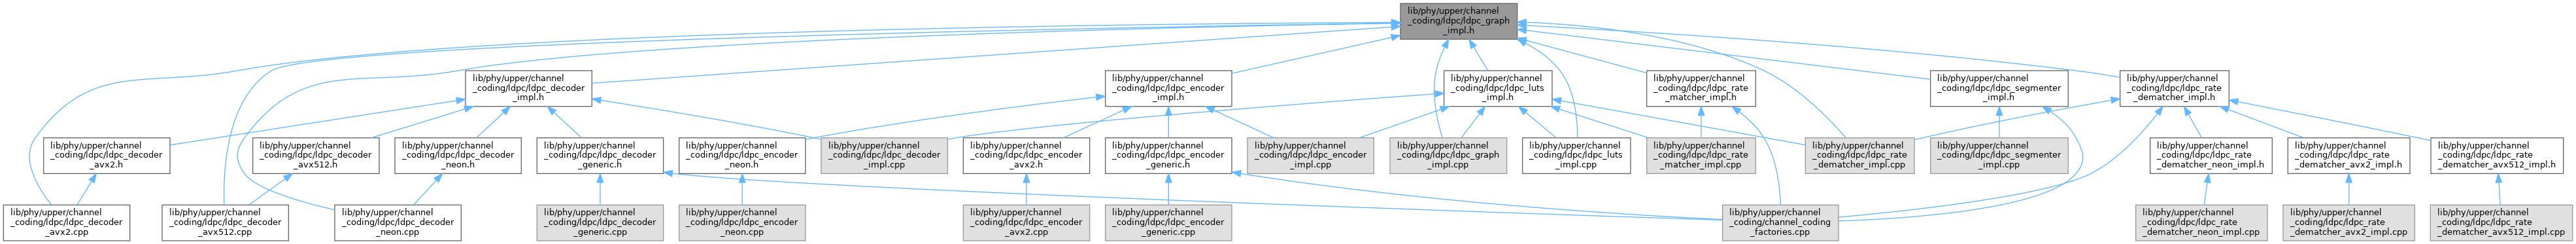 lib/phy/upper/channel
_coding/ldpc/ldpc_graph
_impl.h
lib/phy/upper/channel
_coding/ldpc/ldpc_decoder
_impl.h
lib/phy/upper/channel
_coding/ldpc/ldpc_encoder
_impl.h
lib/phy/upper/channel
_coding/ldpc/ldpc_luts
_impl.h
lib/phy/upper/channel
_coding/ldpc/ldpc_rate
_matcher_impl.h
lib/phy/upper/channel
_coding/ldpc/ldpc_segmenter
_impl.h
lib/phy/upper/channel
_coding/ldpc/ldpc_rate
_dematcher_impl.h
lib/phy/upper/channel
_coding/ldpc/ldpc_decoder
_avx2.h
lib/phy/upper/channel
_coding/ldpc/ldpc_decoder
_avx512.h
lib/phy/upper/channel
_coding/ldpc/ldpc_decoder
_neon.h
lib/phy/upper/channel
_coding/ldpc/ldpc_decoder
_generic.h
lib/phy/upper/channel
_coding/ldpc/ldpc_encoder
_neon.h
lib/phy/upper/channel
_coding/ldpc/ldpc_decoder
_impl.cpp
lib/phy/upper/channel
_coding/ldpc/ldpc_encoder
_avx2.h
lib/phy/upper/channel
_coding/ldpc/ldpc_encoder
_generic.h
lib/phy/upper/channel
_coding/ldpc/ldpc_encoder
_impl.cpp
lib/phy/upper/channel
_coding/ldpc/ldpc_graph
_impl.cpp
lib/phy/upper/channel
_coding/ldpc/ldpc_luts
_impl.cpp
lib/phy/upper/channel
_coding/ldpc/ldpc_rate
_matcher_impl.cpp
lib/phy/upper/channel
_coding/ldpc/ldpc_rate
_dematcher_impl.cpp
lib/phy/upper/channel
_coding/ldpc/ldpc_segmenter
_impl.cpp
lib/phy/upper/channel
_coding/ldpc/ldpc_rate
_dematcher_neon_impl.h
lib/phy/upper/channel
_coding/ldpc/ldpc_rate
_dematcher_avx2_impl.h
lib/phy/upper/channel
_coding/ldpc/ldpc_rate
_dematcher_avx512_impl.h
lib/phy/upper/channel
_coding/ldpc/ldpc_decoder
_avx2.cpp
lib/phy/upper/channel
_coding/ldpc/ldpc_decoder
_avx512.cpp
lib/phy/upper/channel
_coding/ldpc/ldpc_decoder
_neon.cpp
lib/phy/upper/channel
_coding/ldpc/ldpc_decoder
_generic.cpp
lib/phy/upper/channel
_coding/ldpc/ldpc_encoder
_neon.cpp
lib/phy/upper/channel
_coding/ldpc/ldpc_encoder
_avx2.cpp
lib/phy/upper/channel
_coding/ldpc/ldpc_encoder
_generic.cpp
lib/phy/upper/channel
_coding/channel_coding
_factories.cpp
lib/phy/upper/channel
_coding/ldpc/ldpc_rate
_dematcher_neon_impl.cpp
lib/phy/upper/channel
_coding/ldpc/ldpc_rate
_dematcher_avx2_impl.cpp
lib/phy/upper/channel
_coding/ldpc/ldpc_rate
_dematcher_avx512_impl.cpp